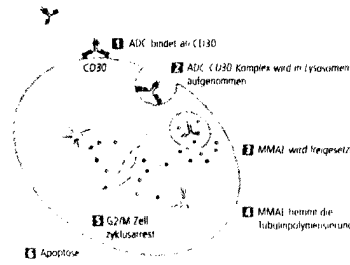 1 ADC bindet an CD30
CD30
2 ADC CD30 Komplex wird in Lysosomen
aufgenommen
3 MMAE wird freigesetz
4 MMAE hemmt die
Tubulinpolymerisierung
5 G2/M Zell
zyklusarrest
6 Apoptose